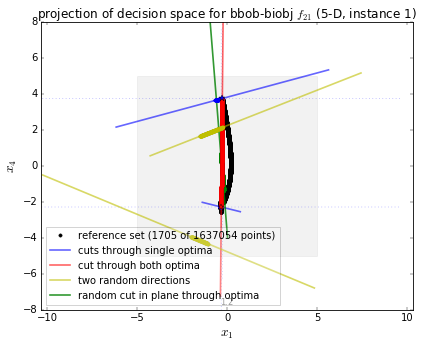 projection of decision space for bbob-biobj f21 (5-D, instance 1)
8
6
4
2
0
−2
−4
−6
−8
x4
reference set (1705 of 1637054 points)
cuts through single optima
cut through both optima
two random directions
random cut in plane through optima
1,2
−10
−5
0
5
10
x1